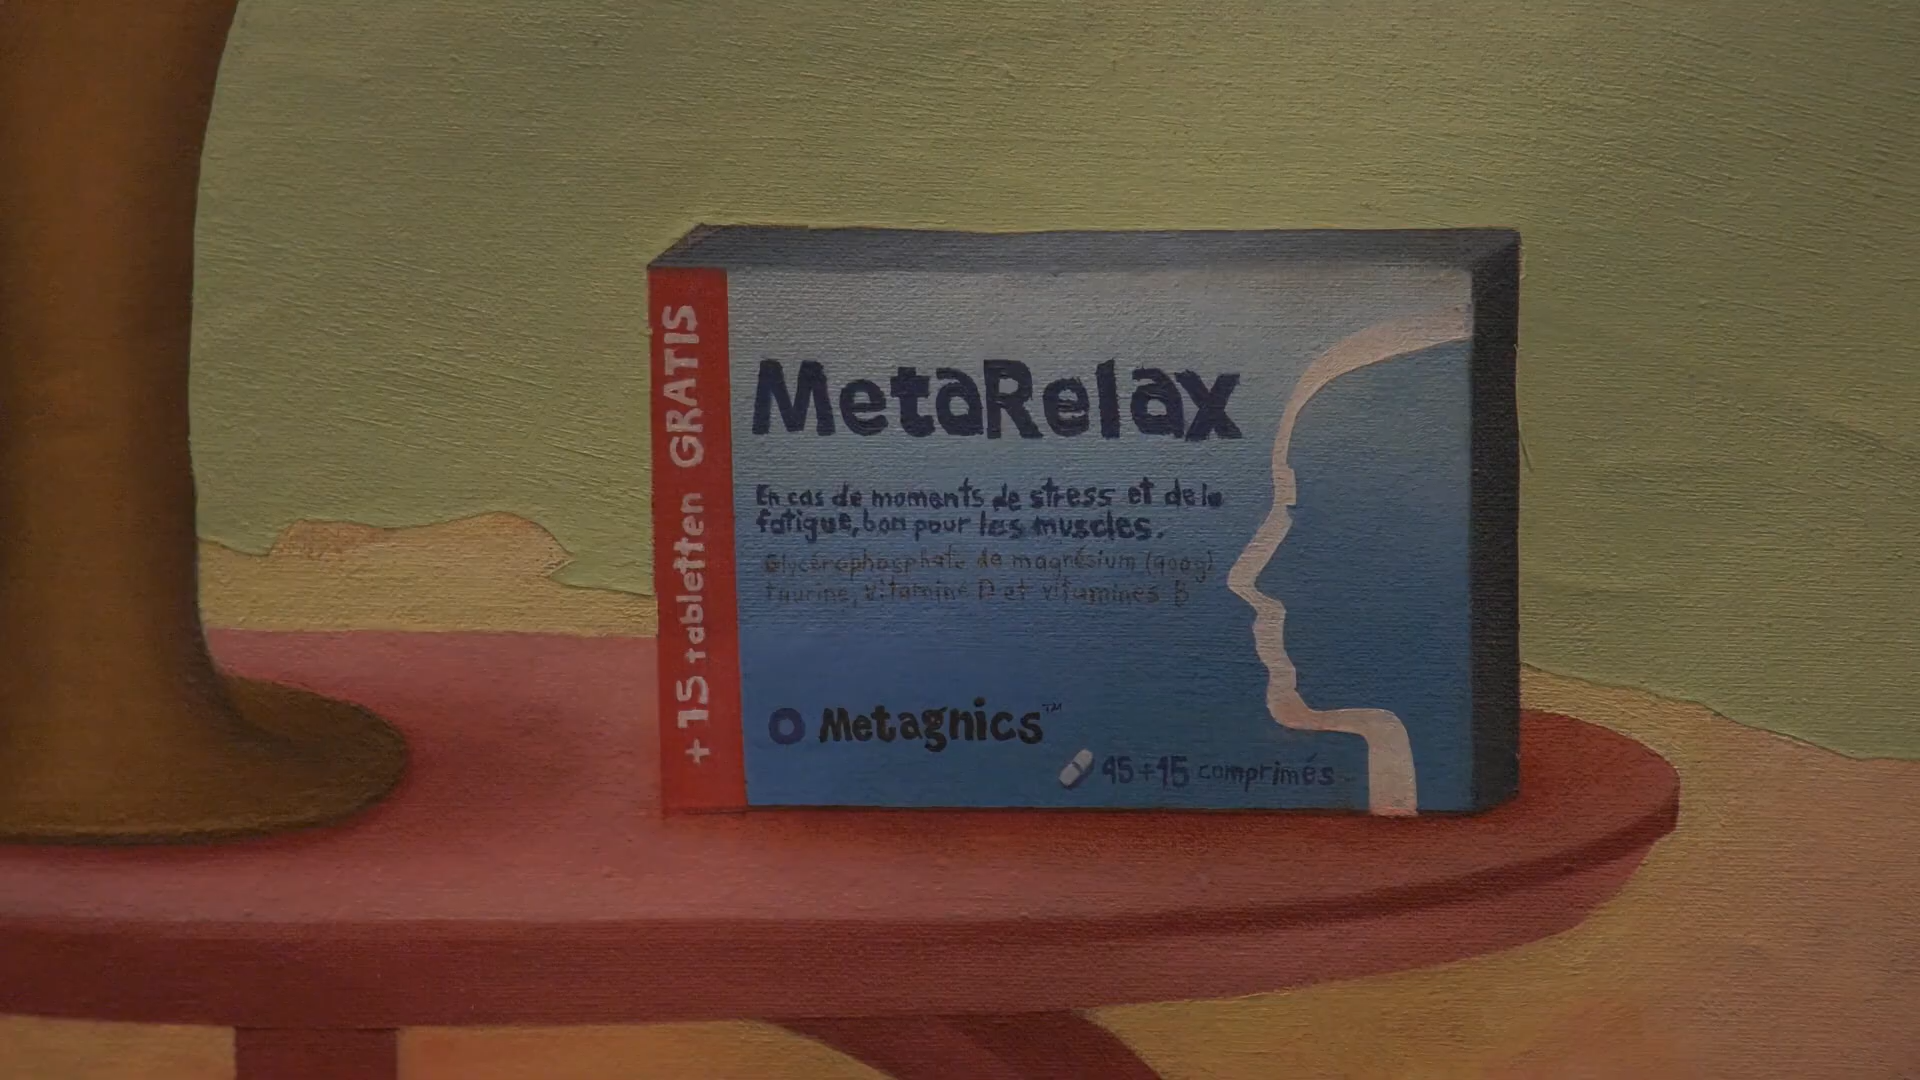 + 15 tabletten GRATIS
MetaRelax
En cas de moments de stress et de la
fatigue, bon pour les muscles.
Glycérophosphate de magnésium (900g)
taurine, vitamine D et vitamines B
Metagnics™
45+15 comprimés